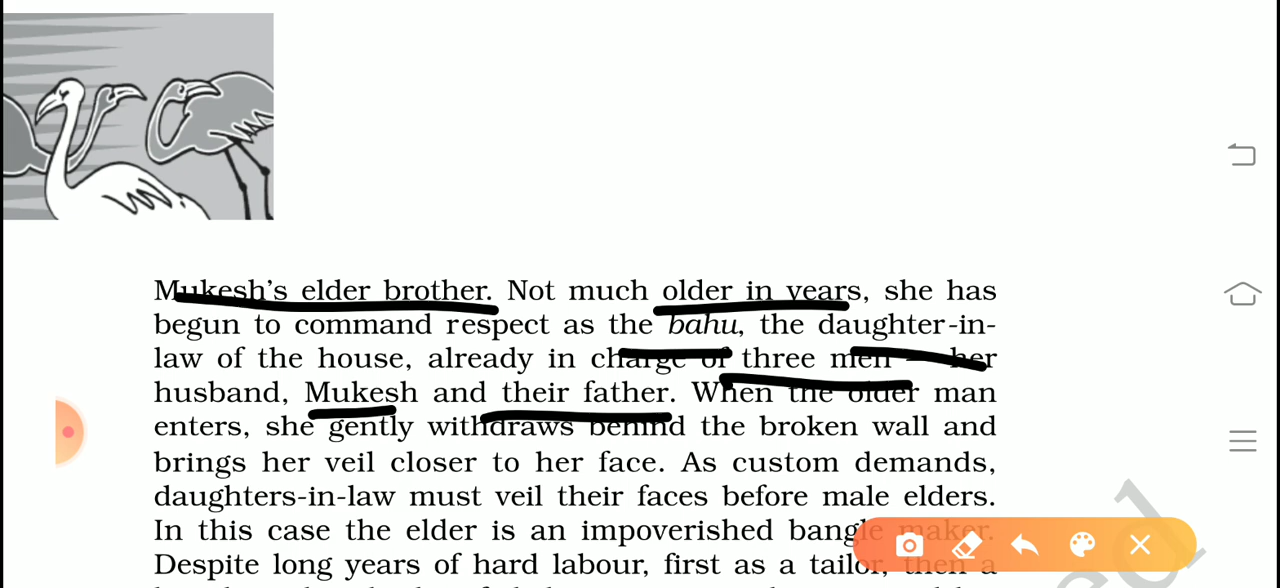 Mukesh's elder brother. Not much older in years, she has
begun to command respect as the bahu, the daughter-in-
law of the house, already in charge of three men — her
husband, Mukesh and their father. When the older man
enters, she gently withdraws behind the broken wall and
brings her veil closer to her face. As custom demands,
daughters-in-law must veil their faces before male elders.
In this case the elder is an impoverished bangle maker.
Despite long years of hard labour, first as a tailor, then a